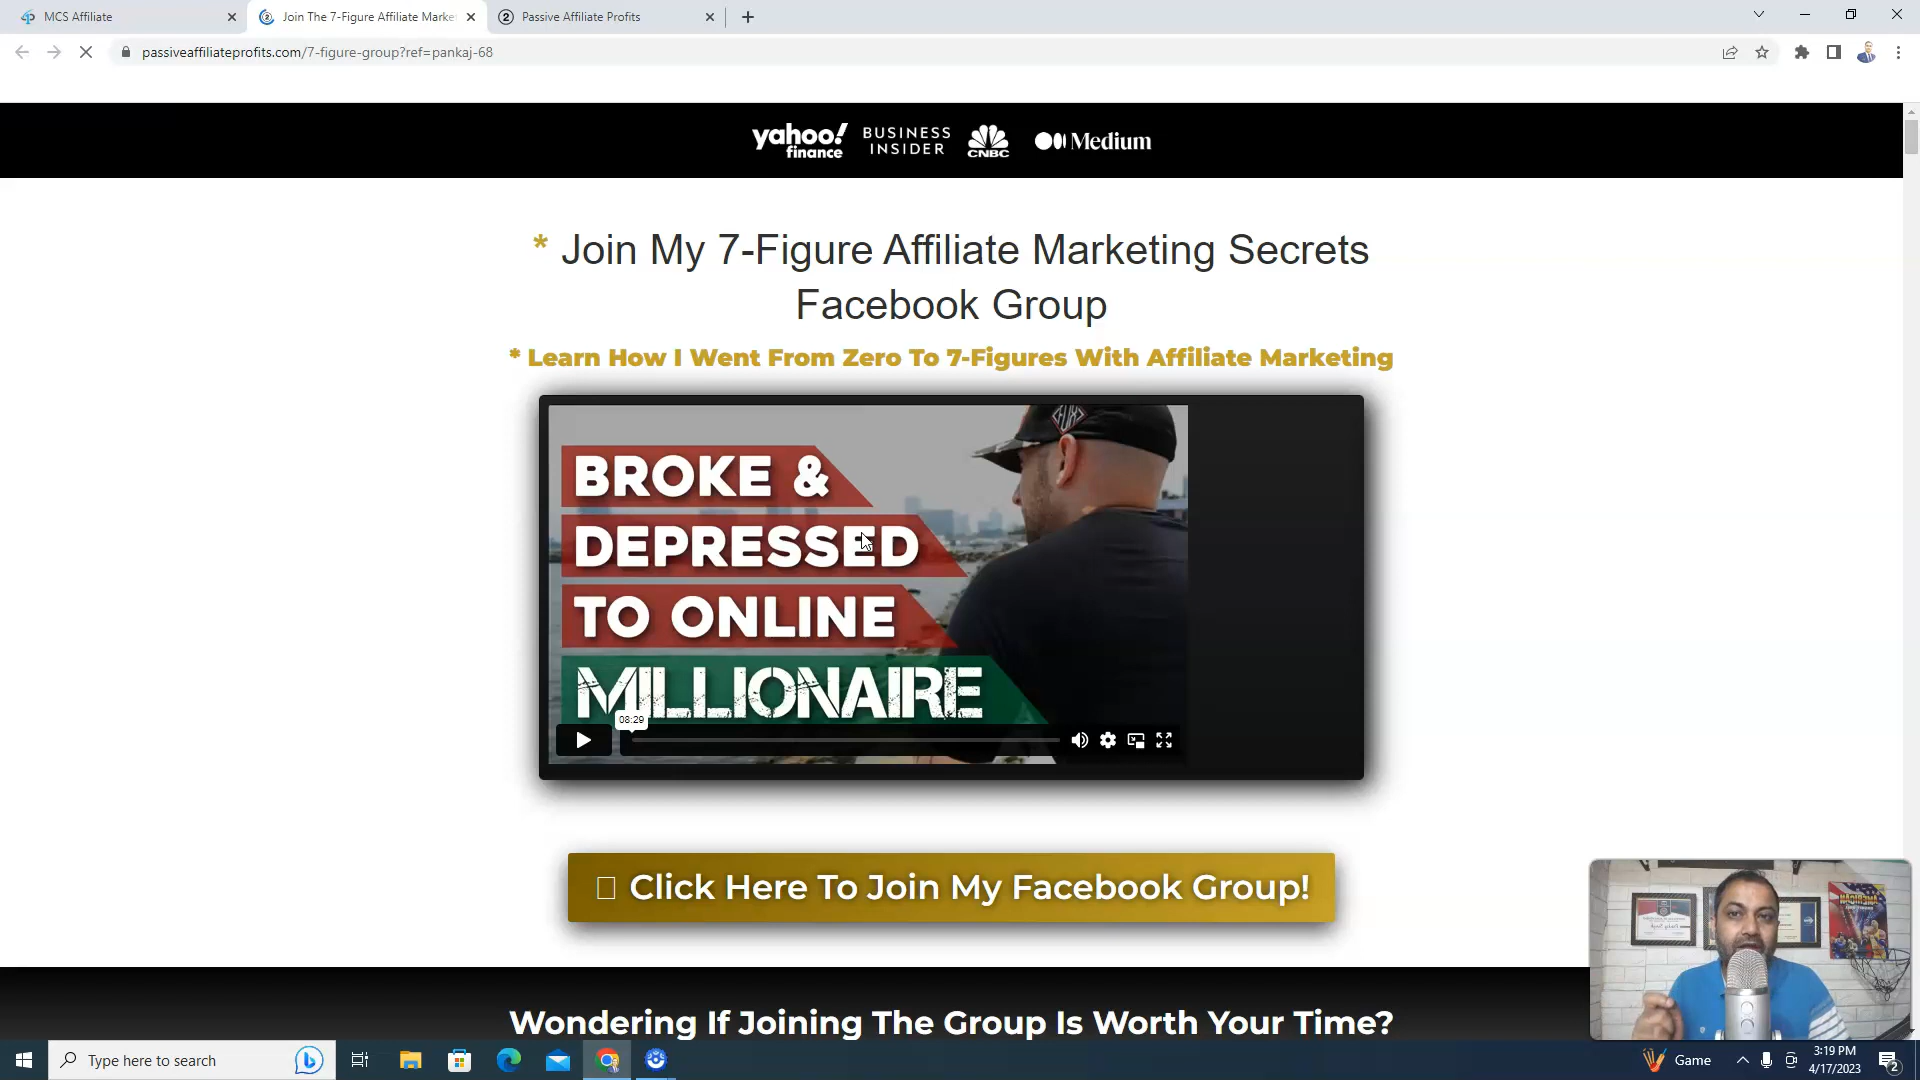 MCS Affiliate
Join The 7-Figure Affiliate Marke
Passive Affiliate Profits
passiveaffiliateprofits.com/7-figure-group?ref=pankaj-68
yahoo! finance
BUSINESS INSIDER
CNBC
Medium
* Join My 7-Figure Affiliate Marketing Secrets
Facebook Group
* Learn How I Went From Zero To 7-Figures With Affiliate Marketing
BROKE &
DEPRESSED
TO ONLINE
MILLIONAIRE
08:29
Click Here To Join My Facebook Group!
Wondering If Joining The Group Is Worth Your Time?
Type here to search
Game
3:19 PM
4/17/2023
2